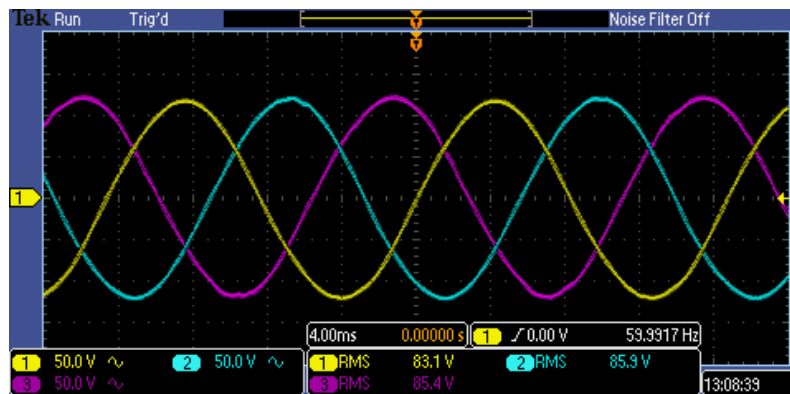 Tek Run Trig'd Noise Filter Off
1
4.00ms 0.00000 s 1 0.00 V 59.9917 Hz
1 50.0 V 2 50.0 V 1 RMS 83.1 V 2 RMS 85.9 V
3 50.0 V 3 RMS 85.4 V 13:08:39